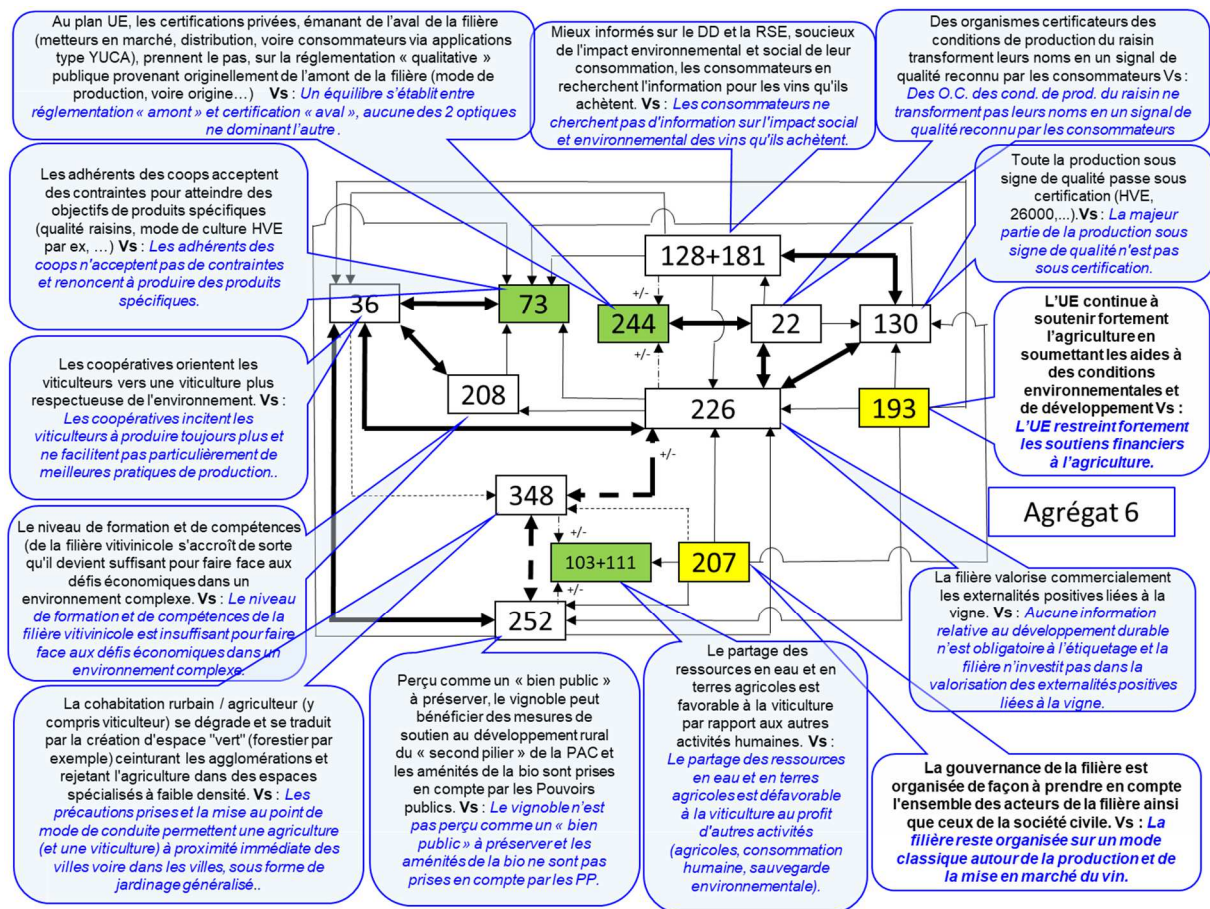 Au plan UE, les certifications privées, émanant de l'aval de la filière
(metteurs en marché, distribution, voire consommateurs via applications
type YUCA), prennent le pas, sur la réglementation « qualitative »
publique provenant originellement de l'amont de la filière (mode de
production, voire origine…) Vs : Un équilibre s'établit entre
réglementation « amont » et certification « aval », aucune des 2 optiques
ne dominant l'autre .
Mieux informés sur le DD et la RSE, soucieux
de l'impact environnemental et social de leur
consommation, les consommateurs en
recherchent l'information pour les vins qu'ils
achètent. Vs : Les consommateurs ne
cherchent pas d'information sur l'impact social
et environnemental des vins qu'ils achètent.
Des organismes certificateurs des
conditions de production du raisin
transforment leurs noms en un signal de
qualité reconnu par les consommateurs Vs :
Des O.C. des cond. de prod. du raisin ne
transforment pas leurs noms en un signal de
qualité reconnu par les consommateurs
Les adhérents des coops acceptent
des contraintes pour atteindre des
objectifs de produits spécifiques
(qualité raisins, mode de culture HVE
par ex, …) Vs : Les adhérents des
coops n'acceptent pas de contraintes
et renoncent à produire des produits
spécifiques.
Toute la production sous
signe de qualité passe sous
certification (HVE,
26000,...).Vs : La majeur
partie de la production sous
signe de qualité n'est pas
sous certification.
128+181
+/-
36
73
244
22
130
+/-
L'UE continue à
soutenir fortement
l'agriculture en
soumettant les aides à
des conditions
environnementales et
de développement Vs :
L'UE restreint fortement
les soutiens financiers
à l'agriculture.
Les coopératives orientent les
viticulteurs vers une viticulture plus
respectueuse de l'environnement. Vs :
Les coopératives incitent les
viticulteurs à produire toujours plus et
ne facilitent pas particulièrement de
meilleures pratiques de production..
208
226
193
+/-
348
Agrégat 6
+/-
103+111
207
+/-
252
Le niveau de formation et de compétences
(de la filière vitivinicole s'accroît de sorte
qu'il devient suffisant pour faire face aux
défis économiques dans un
environnement complexe. Vs : Le niveau
de formation et de compétences de la
filière vitivinicole est insuffisant pour faire
face aux défis économiques dans un
environnement complexe.
La filière valorise commercialement
les externalités positives liées à la
vigne. Vs : Aucune information
relative au développement durable
n'est obligatoire à l'étiquetage et la
filière n'investit pas dans la
valorisation des externalités positives
liées à la vigne.
La cohabitation rurbain / agriculteur (y
compris viticulteur) se dégrade et se traduit
par la création d'espace "vert" (forestier par
exemple) ceinturant les agglomérations et
rejetant l'agriculture dans des espaces
spécialisés à faible densité. Vs : Les
précautions prises et la mise au point de
mode de conduite permettent une agriculture
(et une viticulture) à proximité immédiate des
villes voire dans les villes, sous forme de
jardinage généralisé..
Perçu comme un « bien public »
à préserver, le vignoble peut
bénéficier des mesures de
soutien au développement rural
du « second pilier » de la PAC et
les aménités de la bio sont prises
en compte par les Pouvoirs
publics. Vs : Le vignoble n'est
pas perçu comme un « bien
public » à préserver et les
aménités de la bio ne sont pas
prises en compte par les PP.
Le partage des
ressources en eau et en
terres agricoles est
favorable à la viticulture
par rapport aux autres
activités humaines. Vs :
Le partage des ressources
en eau et en terres
agricoles est défavorable
à la viticulture au profit
d'autres activités
(agricoles, consommation
humaine, sauvegarde
environnementale).
La gouvernance de la filière est
organisée de façon à prendre en compte
l'ensemble des acteurs de la filière ainsi
que ceux de la société civile. Vs : La
filière reste organisée sur un mode
classique autour de la production et de
la mise en marché du vin.